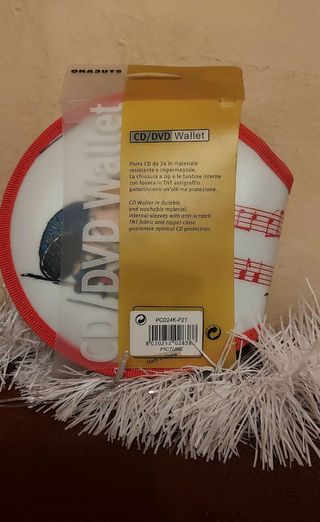 CD/DVD Wallet
CD/DVD Wallet
Porta CD da 24 in materiale
resistente e impermeabile.
La chiusura a zip e le bustine interne
con fodera in TNT antigraffio
garantiscono un'ottima protezione.
CD Wallet in durable
and washable material.
Internal sleeves with anti-scratch
TNT fabric and zipper close
guarantee optimal CD protection.
PCD24K-P21
PICTURE
Made in